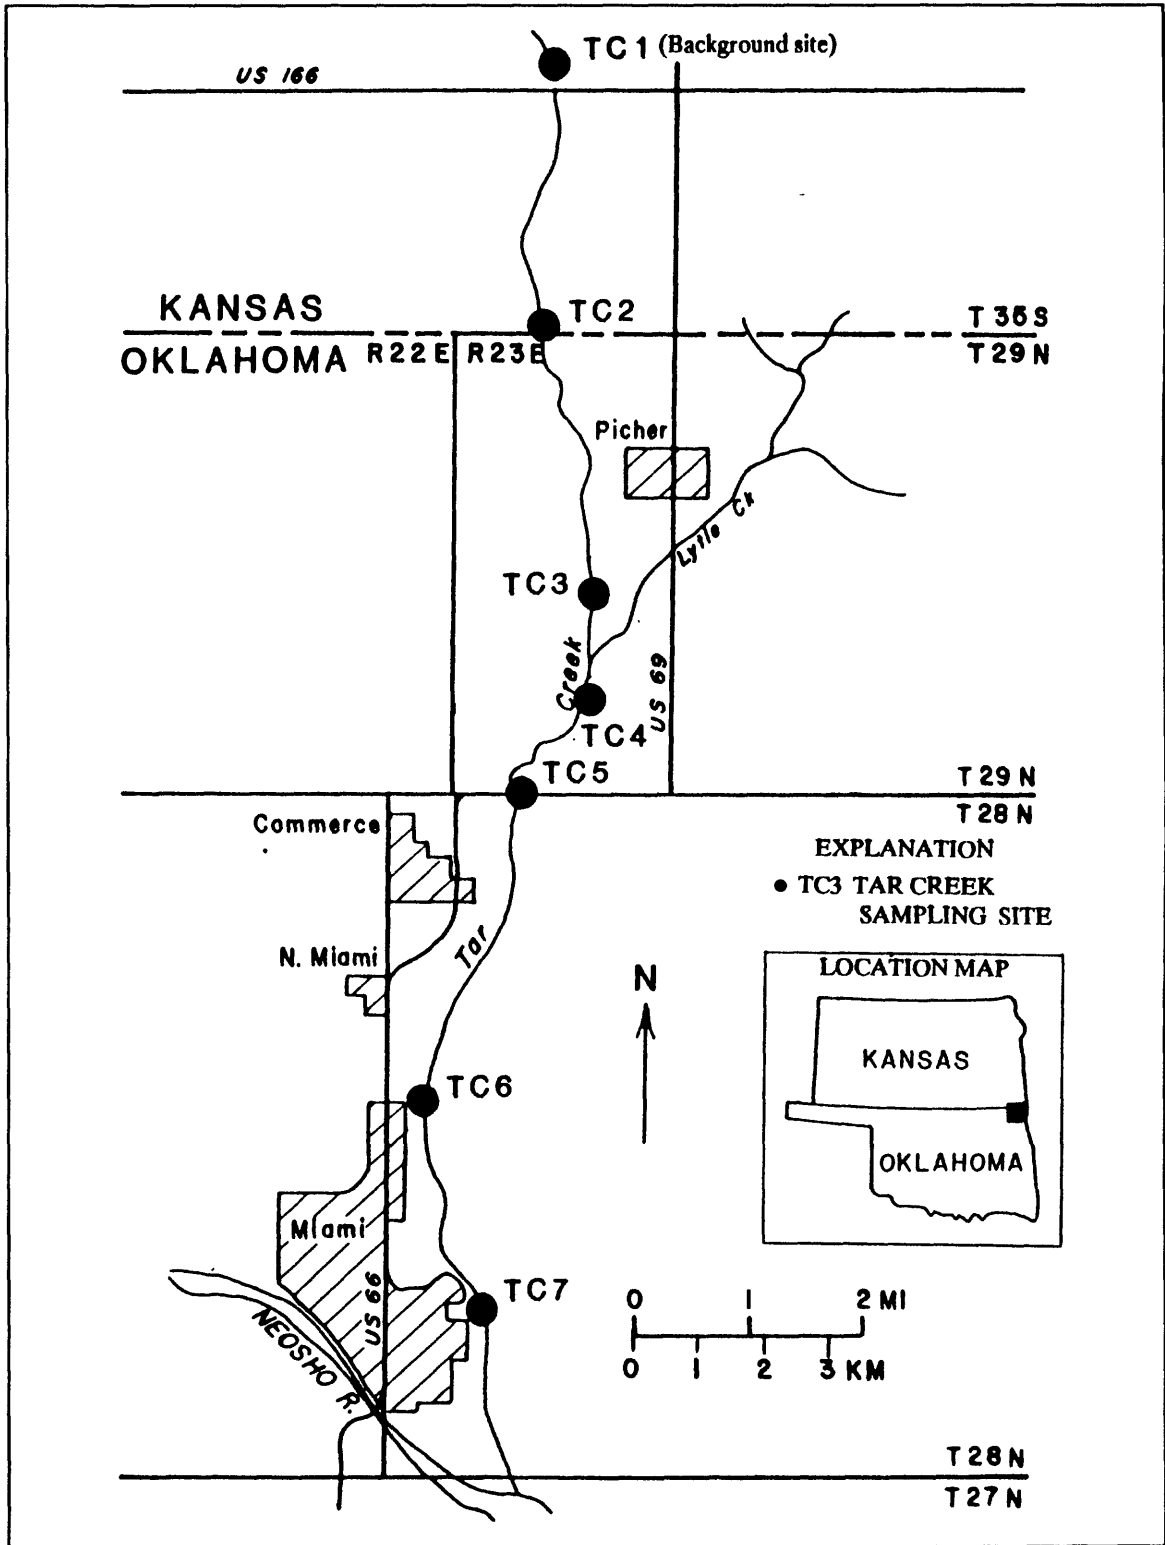 TC1 (Background site)
US 166
KANSAS
TC2
T 35 S
OKLAHOMA
R22E
R23E
T29N
Picher
Lytle Ck
TC3
Creek
US 69
TC4
TC5
T29N
T28N
Commerce
EXPLANATION
TC3 TAR CREEK
SAMPLING SITE
Tar
N. Miami
N
LOCATION MAP
KANSAS
OKLAHOMA
TC6
Miami
US 66
TC7
NEOSHO R.
0 1 2 MI
0 1 2 3 KM
T28N
T27N